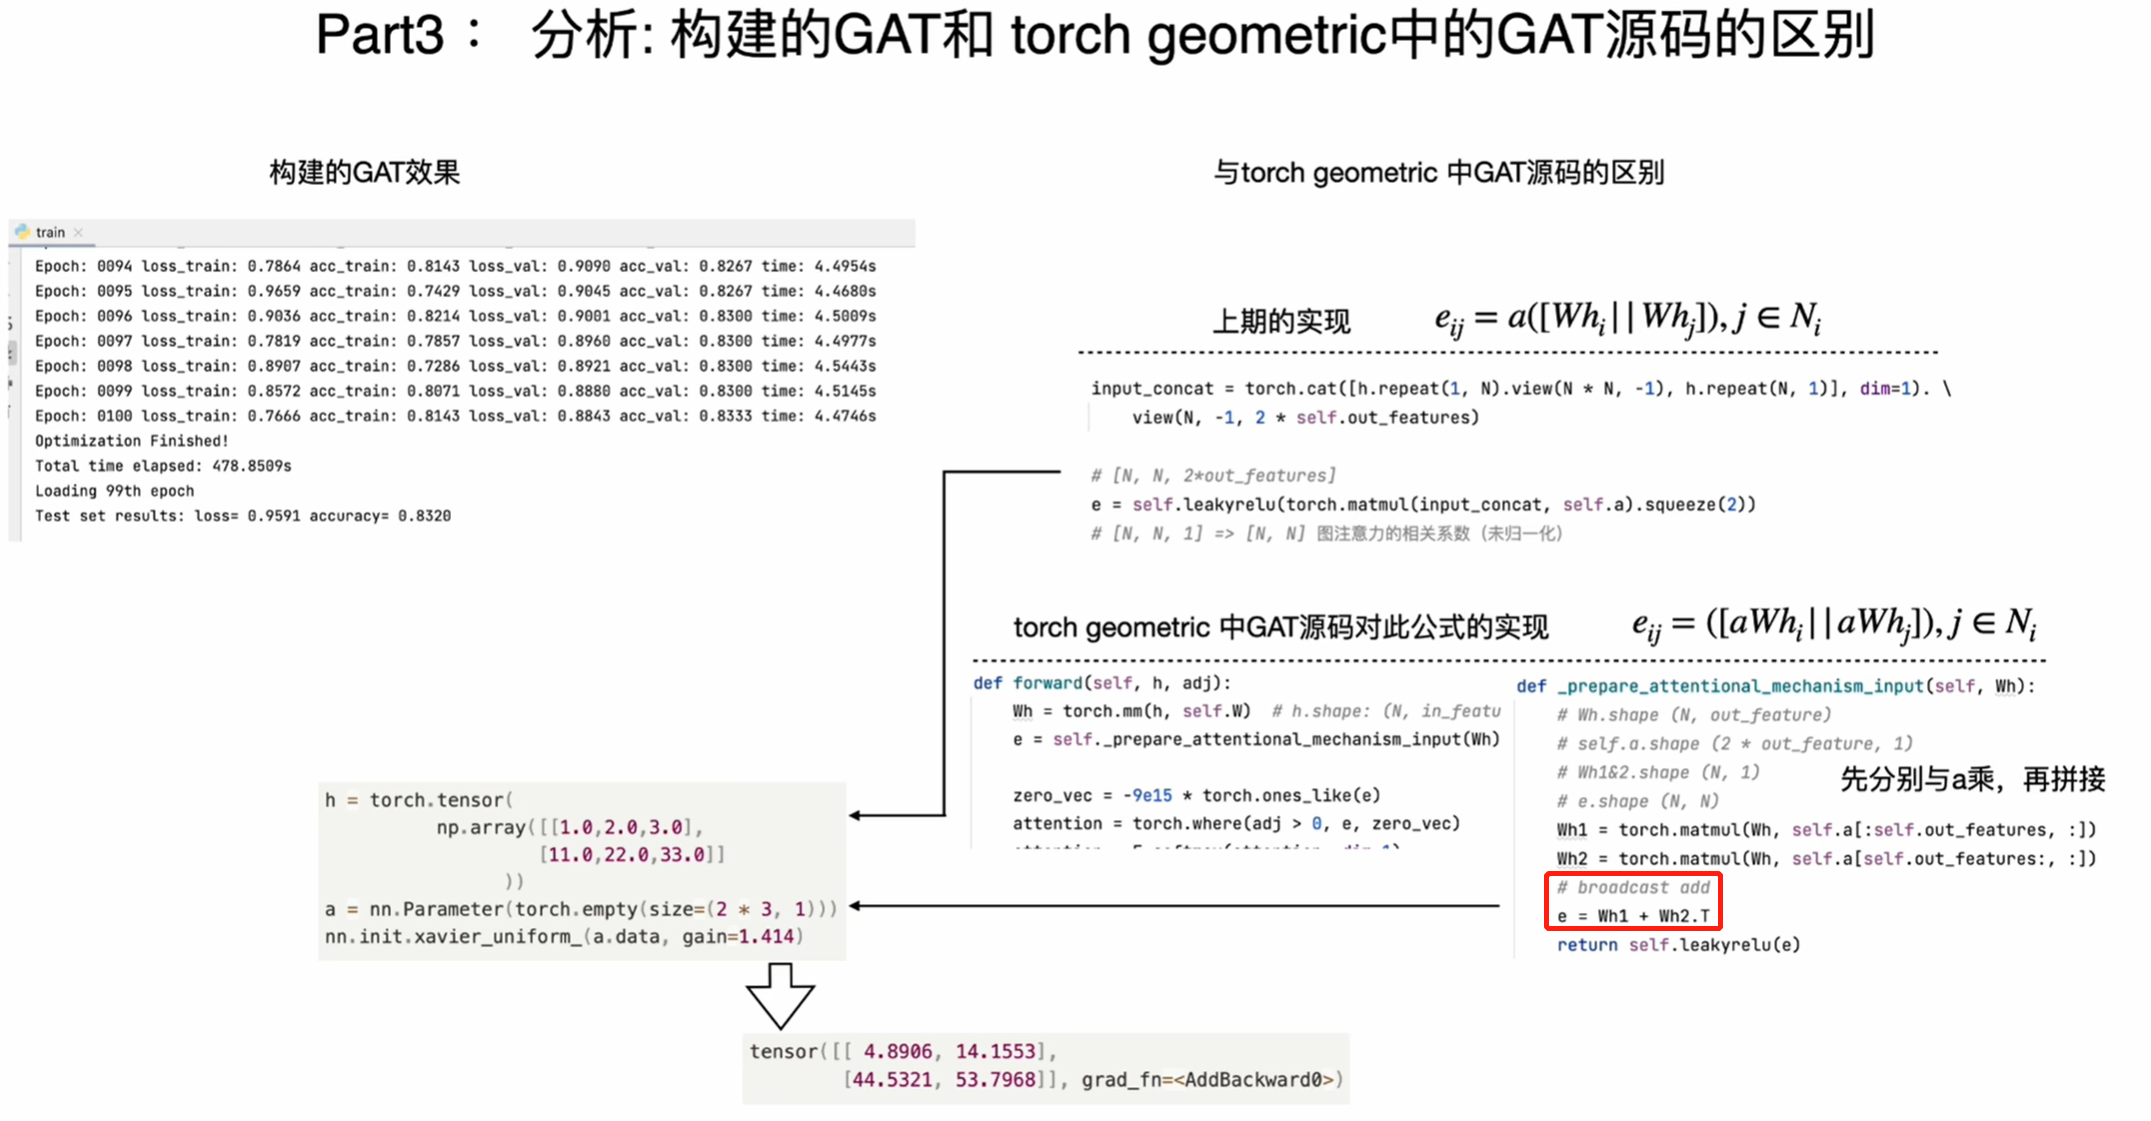 Part3： 分析: 构建的GAT和 torch geometric中的GAT源码的区别
构建的GAT效果
train
Epoch: 0094 loss_train: 0.7864 acc_train: 0.8143 loss_val: 0.9090 acc_val: 0.8267 time: 4.4954s
Epoch: 0095 loss_train: 0.9659 acc_train: 0.7429 loss_val: 0.9045 acc_val: 0.8267 time: 4.4680s
Epoch: 0096 loss_train: 0.9036 acc_train: 0.8214 loss_val: 0.9001 acc_val: 0.8300 time: 4.5009s
Epoch: 0097 loss_train: 0.7819 acc_train: 0.7857 loss_val: 0.8960 acc_val: 0.8300 time: 4.4977s
Epoch: 0098 loss_train: 0.8907 acc_train: 0.7286 loss_val: 0.8921 acc_val: 0.8300 time: 4.5443s
Epoch: 0099 loss_train: 0.8572 acc_train: 0.8071 loss_val: 0.8880 acc_val: 0.8300 time: 4.5145s
Epoch: 0100 loss_train: 0.7666 acc_train: 0.8143 loss_val: 0.8843 acc_val: 0.8333 time: 4.4746s
Optimization Finished!
Total time elapsed: 478.8509s
Loading 99th epoch
Test set results: loss= 0.9591 accuracy= 0.8320
与torch geometric 中GAT源码的区别
上期的实现 e_{ij} = a([Wh_i||Wh_j]), j ∈ N_i
input_concat = torch.cat([h.repeat(1, N).view(N * N, -1), h.repeat(N, 1)], dim=1). \
view(N, -1, 2 * self.out_features)
# [N, N, 2*out_features]
e = self.leakyrelu(torch.matmul(input_concat, self.a).squeeze(2))
# [N, N, 1] => [N, N] 图注意力的相关系数（未归一化）
torch geometric 中GAT源码对此公式的实现 e_{ij} = ([aWh_i||aWh_j]), j ∈ N_i
def forward(self, h, adj):
Wh = torch.mm(h, self.W)  # h.shape: (N, in_featu
e = self._prepare_attentional_mechanism_input(Wh)
zero_vec = -9e15 * torch.ones_like(e)
attention = torch.where(adj > 0, e, zero_vec)
def _prepare_attentional_mechanism_input(self, Wh):
# Wh.shape (N, out_feature)
# self.a.shape (2 * out_feature, 1)
# Wh1&2.shape (N, 1)
# e.shape (N, N)
先分别与a乘，再拼接
Wh1 = torch.matmul(Wh, self.a[:self.out_features, :])
Wh2 = torch.matmul(Wh, self.a[self.out_features:, :])
# broadcast add
e = Wh1 + Wh2.T
return self.leakyrelu(e)
h = torch.tensor(
np.array([[1.0,2.0,3.0],
[11.0,22.0,33.0]]
))
a = nn.Parameter(torch.empty(size=(2 * 3, 1)))
nn.init.xavier_uniform_(a.data, gain=1.414)
tensor([[ 4.8906, 14.1553],
[44.5321, 53.7968]], grad_fn=<AddBackward0>)